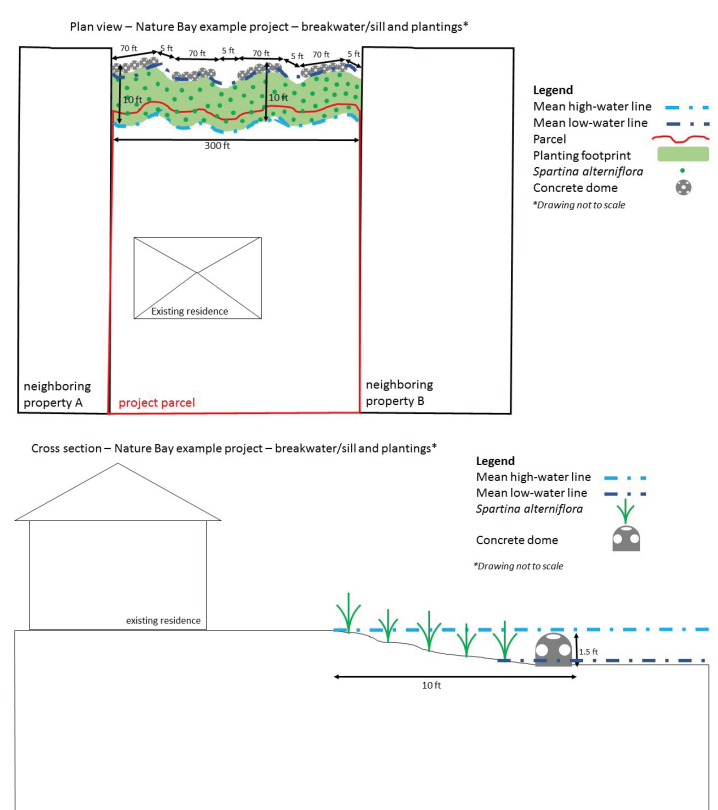 Plan view – Nature Bay example project – breakwater/sill and plantings*
70 ft 5 ft 70 ft 5 ft 70 ft 5 ft 70 ft 5 ft
10 ft 10 ft
300 ft
Existing residence
neighboring
property A
project parcel
neighboring
property B
Legend
Mean high-water line
Mean low-water line
Parcel
Planting footprint
Spartina alterniflora
Concrete dome
*Drawing not to scale
Cross section – Nature Bay example project – breakwater/sill and plantings*
Legend
Mean high-water line
Mean low-water line
Spartina alterniflora
Concrete dome
*Drawing not to scale
existing residence
1.5 ft
10 ft